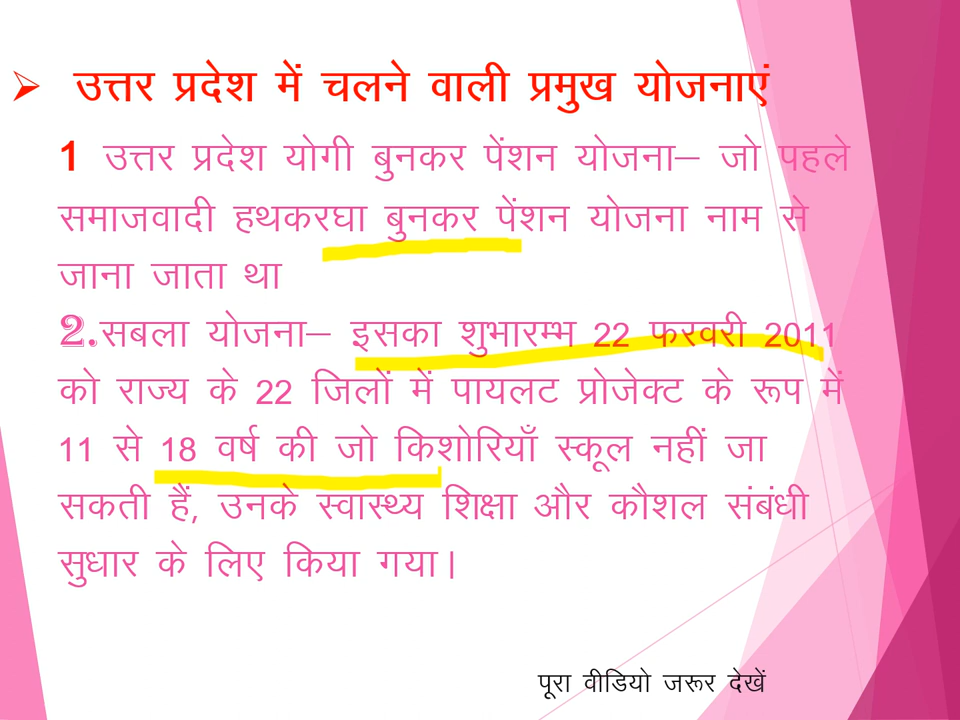 ➢ उत्तर प्रदेश में चलने वाली प्रमुख योजनाएं
1 उत्तर प्रदेश योगी बुनकर पेंशन योजना– जो पहले
समाजवादी हथकरघा बुनकर पेंशन योजना नाम से
जाना जाता था
2.सबला योजना– इसका शुभारम्भ 22 फरवरी 2011
को राज्य के 22 जिलों में पायलट प्रोजेक्ट के रूप में
11 से 18 वर्ष की जो किशोरियाँ स्कूल नहीं जा
सकती हैं, उनके स्वास्थ्य शिक्षा और कौशल संबंधी
सुधार के लिए किया गया।
पूरा वीडियो जरूर देखें